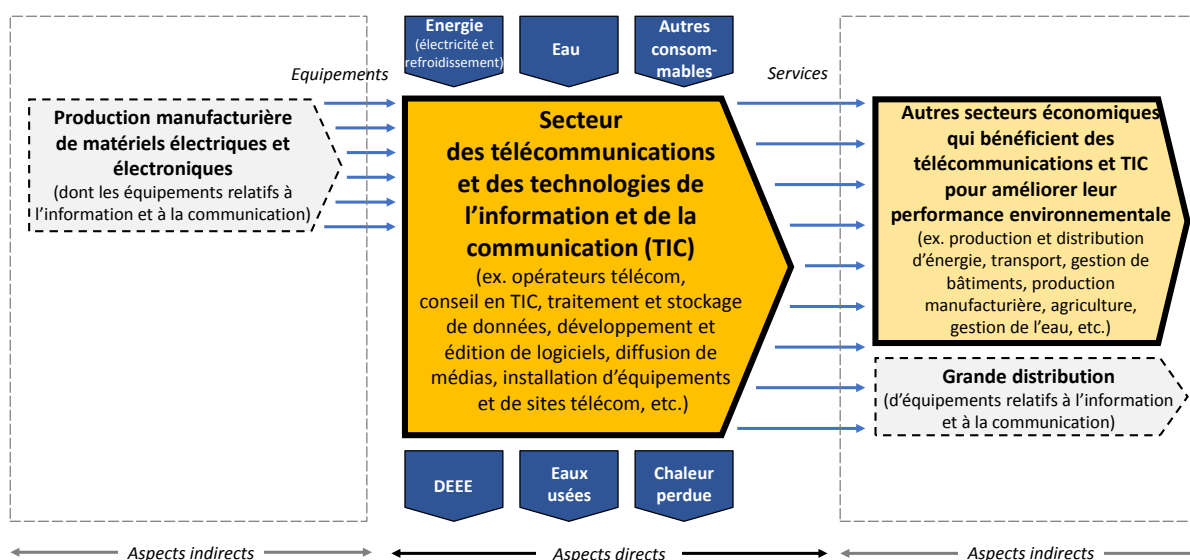 Energie
(électricité et
refroidissement)
Eau
Autres
consom-
mables
Equipements
Services
Production manufacturière
de matériels électriques et
électroniques
(dont les équipements relatifs à
l'information et à la communication)
Secteur
des télécommunications
et des technologies de
l'information et de la
communication (TIC)
(ex. opérateurs télécom,
conseil en TIC, traitement et stockage
de données, développement et
édition de logiciels, diffusion de
médias, installation d'équipements
et de sites télécom, etc.)
Autres secteurs économiques
qui bénéficient des
télécommunications et TIC
pour améliorer leur
performance environnementale
(ex. production et distribution
d'énergie, transport, gestion de
bâtiments, production
manufacturière, agriculture,
gestion de l'eau, etc.)
Grande distribution
(d'équipements relatifs à l'information
et à la communication)
DEEE
Eaux
usées
Chaleur
perdue
Aspects indirects
Aspects directs
Aspects indirects